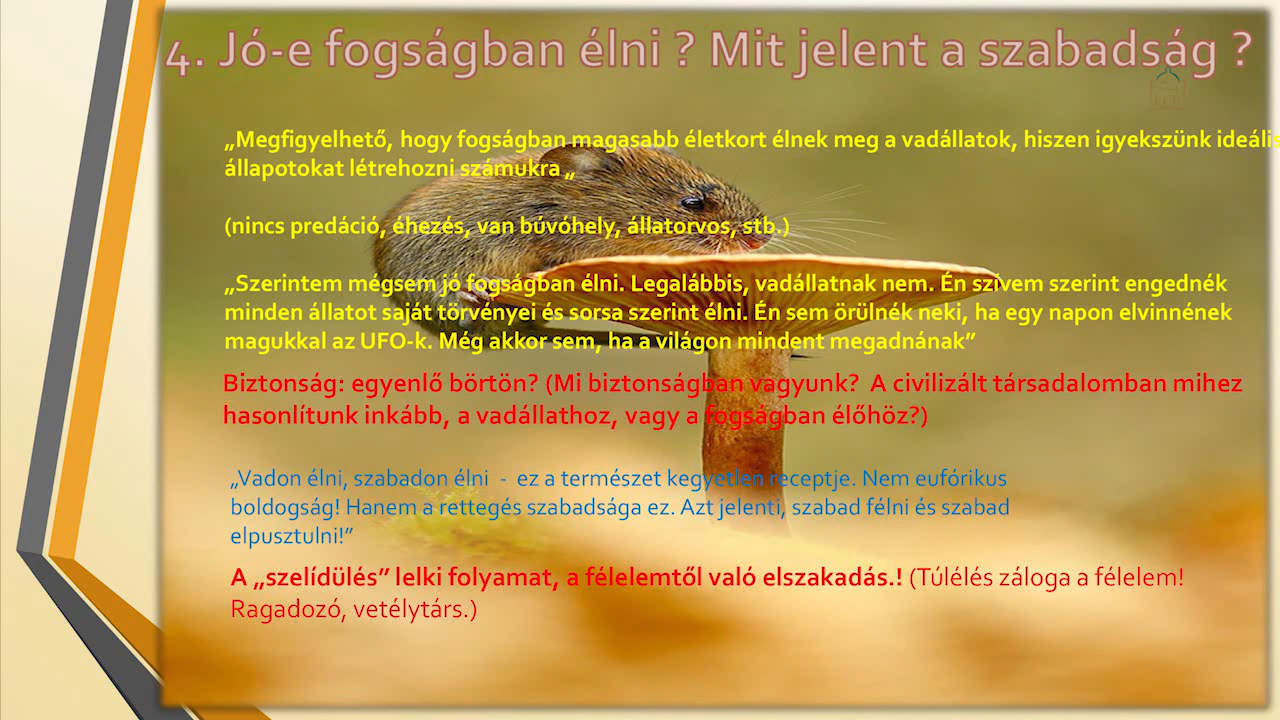 4. Jó-e fogságban élni ? Mit jelent a szabadság ?
„Megfigyelhető, hogy fogságban magasabb életkort élnek meg a vadállatok, hiszen igyekszünk ideális
állapotokat létrehozni számukra „
(nincs predáció, éhezés, van búvóhely, állatorvos, stb.)
„Szerintem mégsem jó fogságban élni. Legalábbis, vadállatnak nem. Én szívem szerint engednék
minden állatot saját törvényei és sorsa szerint élni. Én sem örülnék neki, ha egy napon elvinnének
magukkal az UFO-k. Még akkor sem, ha a világon mindent megadnának”
Biztonság: egyenlő börtön? (Mi biztonságban vagyunk? A civilizált társadalomban mihez
hasonlítunk inkább, a vadállathoz, vagy a fogságban élőhöz?)
„Vadon élni, szabadon élni - ez a természet kegyetlen receptje. Nem eufórikus
boldogság! Hanem a rettegés szabadsága ez. Azt jelenti, szabad félni és szabad
elpusztulni!”
A „szelídülés” lelki folyamat, a félelemtől való elszakadás.! (Túlélés záloga a félelem!
Ragadozó, vetélytárs.)